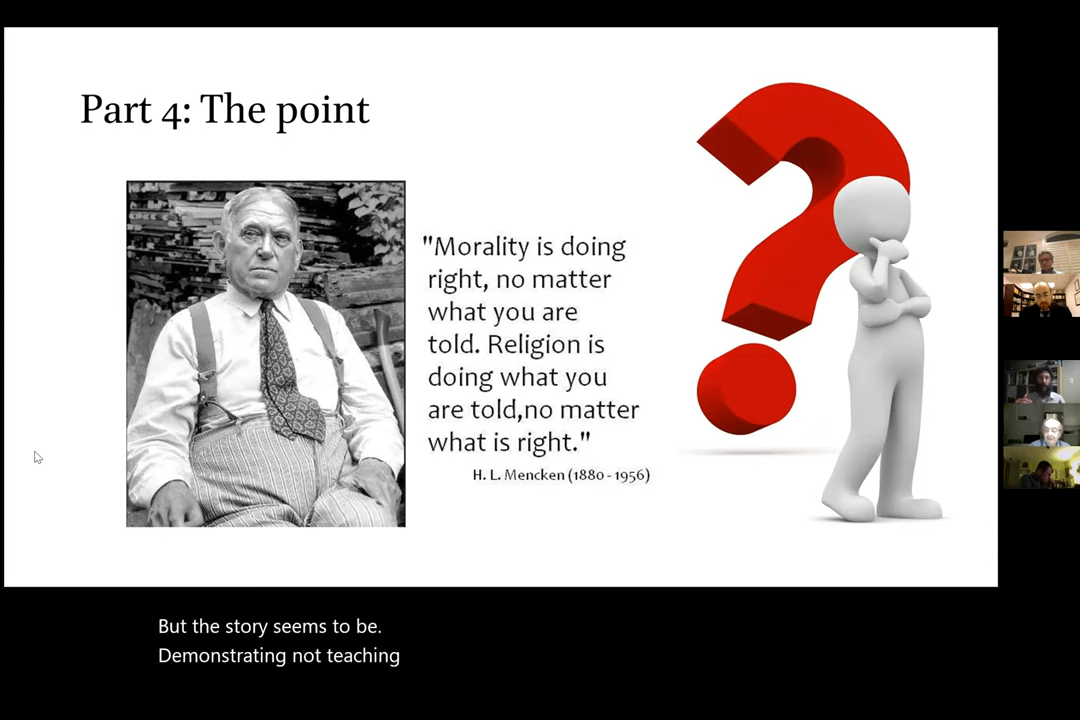 Part 4: The point
"Morality is doing
right, no matter
what you are
told. Religion is
doing what you
are told,no matter
what is right."
H. L. Mencken (1880 - 1956)
But the story seems to be.
Demonstrating not teaching